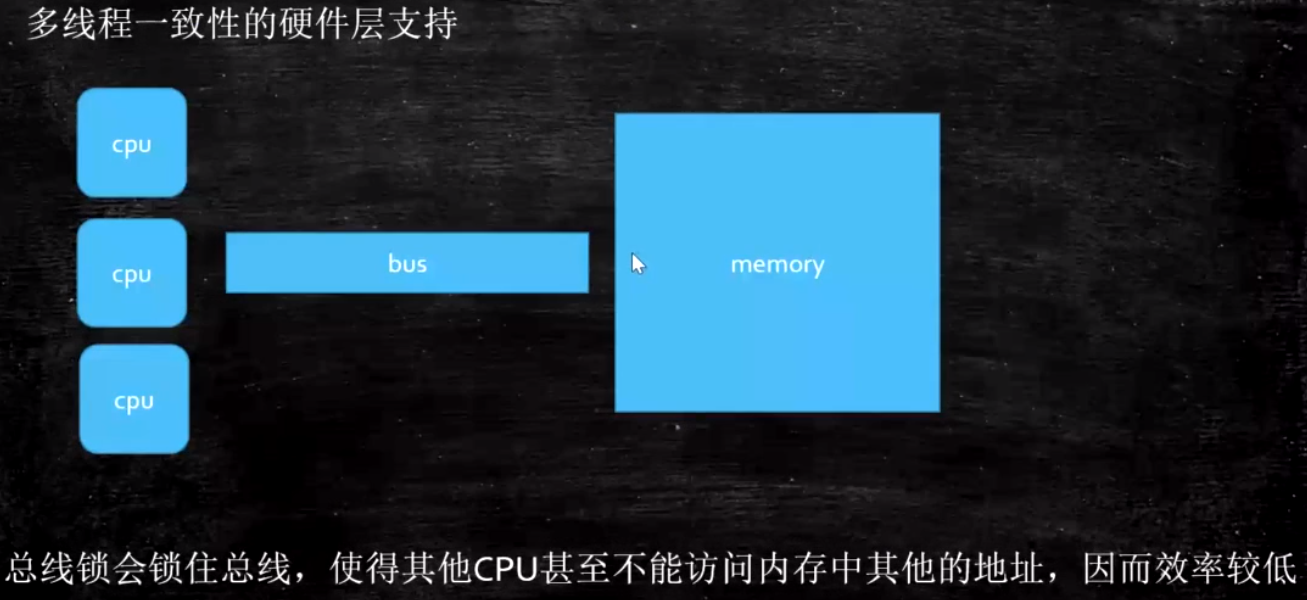 多线程一致性的硬件层支持
cpu
cpu
bus
memory
cpu
总线锁会锁住总线，使得其他CPU甚至不能访问内存中其他的地址，因而效率较低